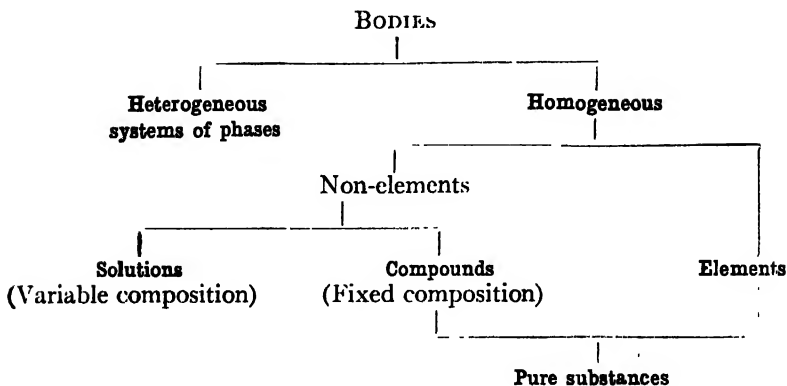 BODIES
Heterogeneous Homogeneous
systems of phases
Non-elements
Solutions Compounds Elements
(Variable composition) (Fixed composition)
Pure substances